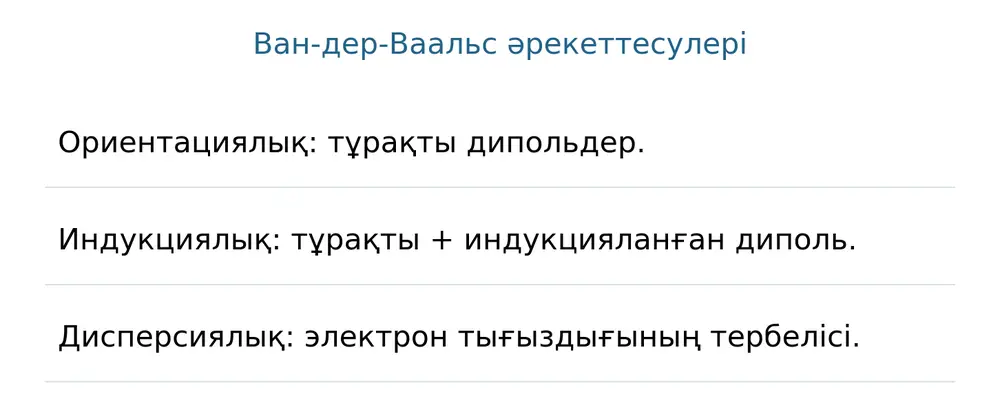 Ван-дер-Ваальс әрекеттесулері
Ориентациялық: тұрақты дипольдер.
Индукциялық: тұрақты + индукцияланған диполь.
Дисперсиялық: электрон тығыздығының тербелісі.